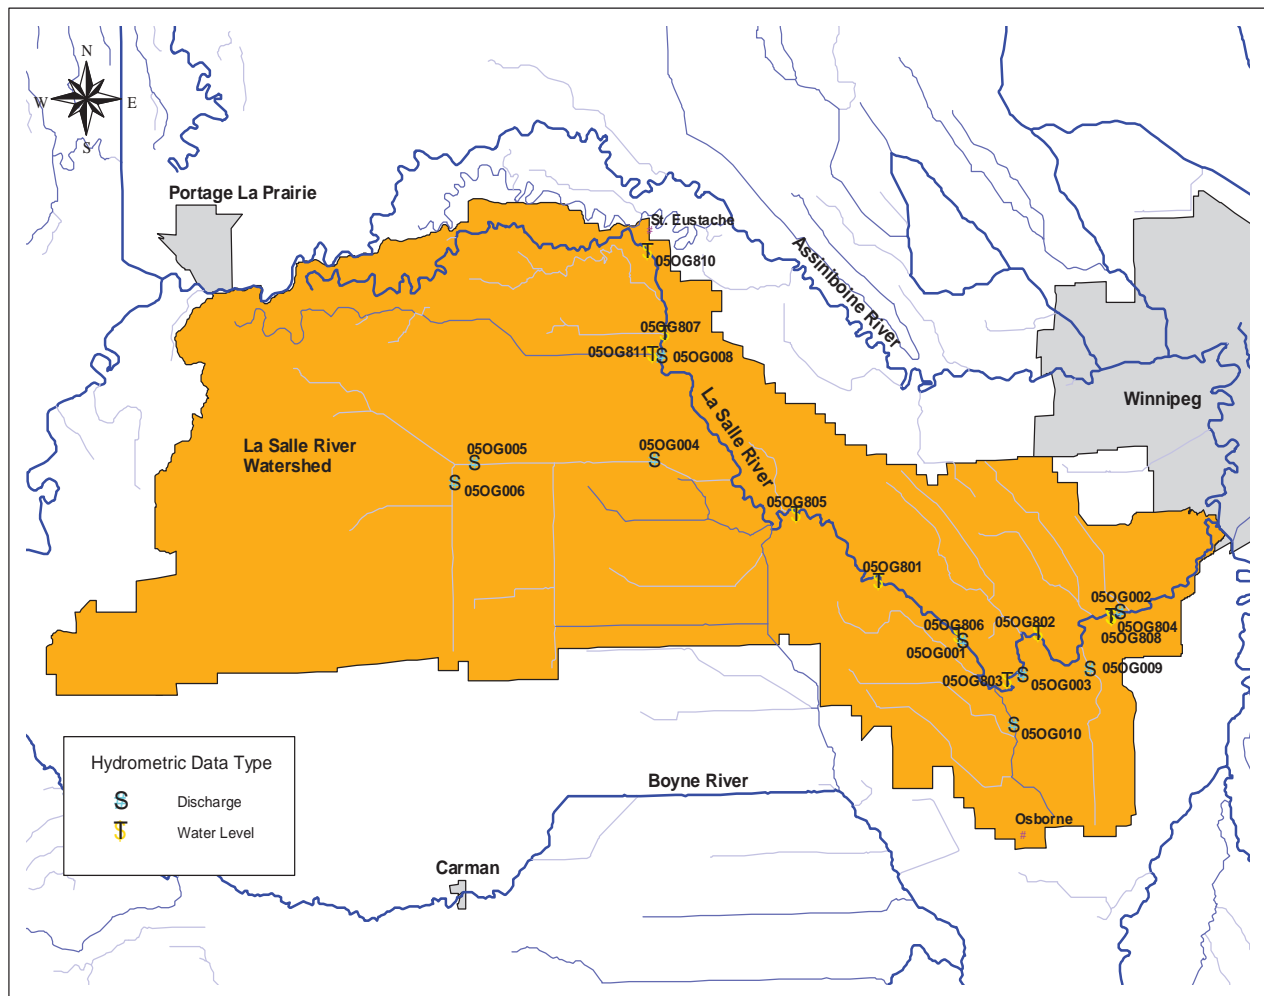 N
W
E
S
Portage La Prairie
St. Eustache
#
T
05OG810
Assiniboine River
05OG807
T
05OG811
T
S
05OG008
Winnipeg
La Salle River
La Salle River
Watershed
05OG005
S
05OG004
S
S
05OG006
05OG805
T
05OG801
T
05OG002
S
05OG806
T
05OG802
T
T
05OG804
05OG808
05OG001
S
05OG803
T
S
05OG003
S
05OG009
S
05OG010
Hydrometric Data Type
S
Discharge
T
Water Level
Boyne River
Osborne
#
Carman